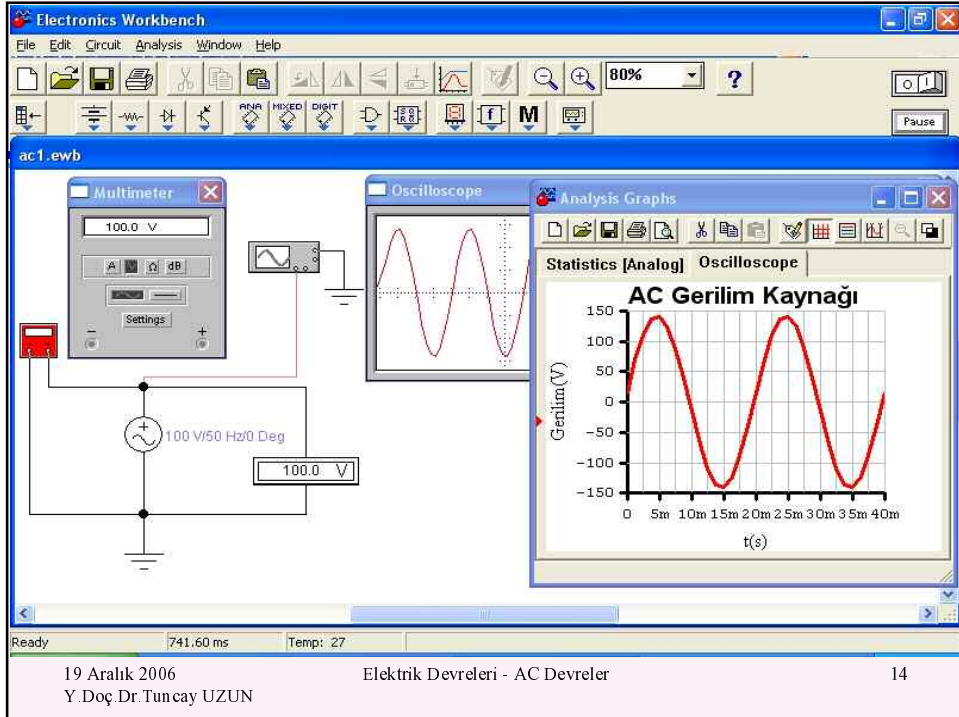 Electronics Workbench
File Edit Circuit Analysis Window Help
80%
?
ANA MIXED DIGIT
M
Pause
ac1.ewb
Multimeter
100.0 V
A V Ω dB
Settings
− +
Oscilloscope
100 V/50 Hz/0 Deg
100.0 V
Analysis Graphs
Statistics [Analog] Oscilloscope
AC Gerilim Kaynağı
150
100
50
0
−50
−100
−150
Gerilim(V)
0 5m 10m 15m 20m 25m 30m 35m 40m
t(s)
Ready 741.60 ms Temp: 27
19 Aralık 2006 Elektrik Devreleri - AC Devreler 14
Y.Doç.Dr.Tuncay UZUN